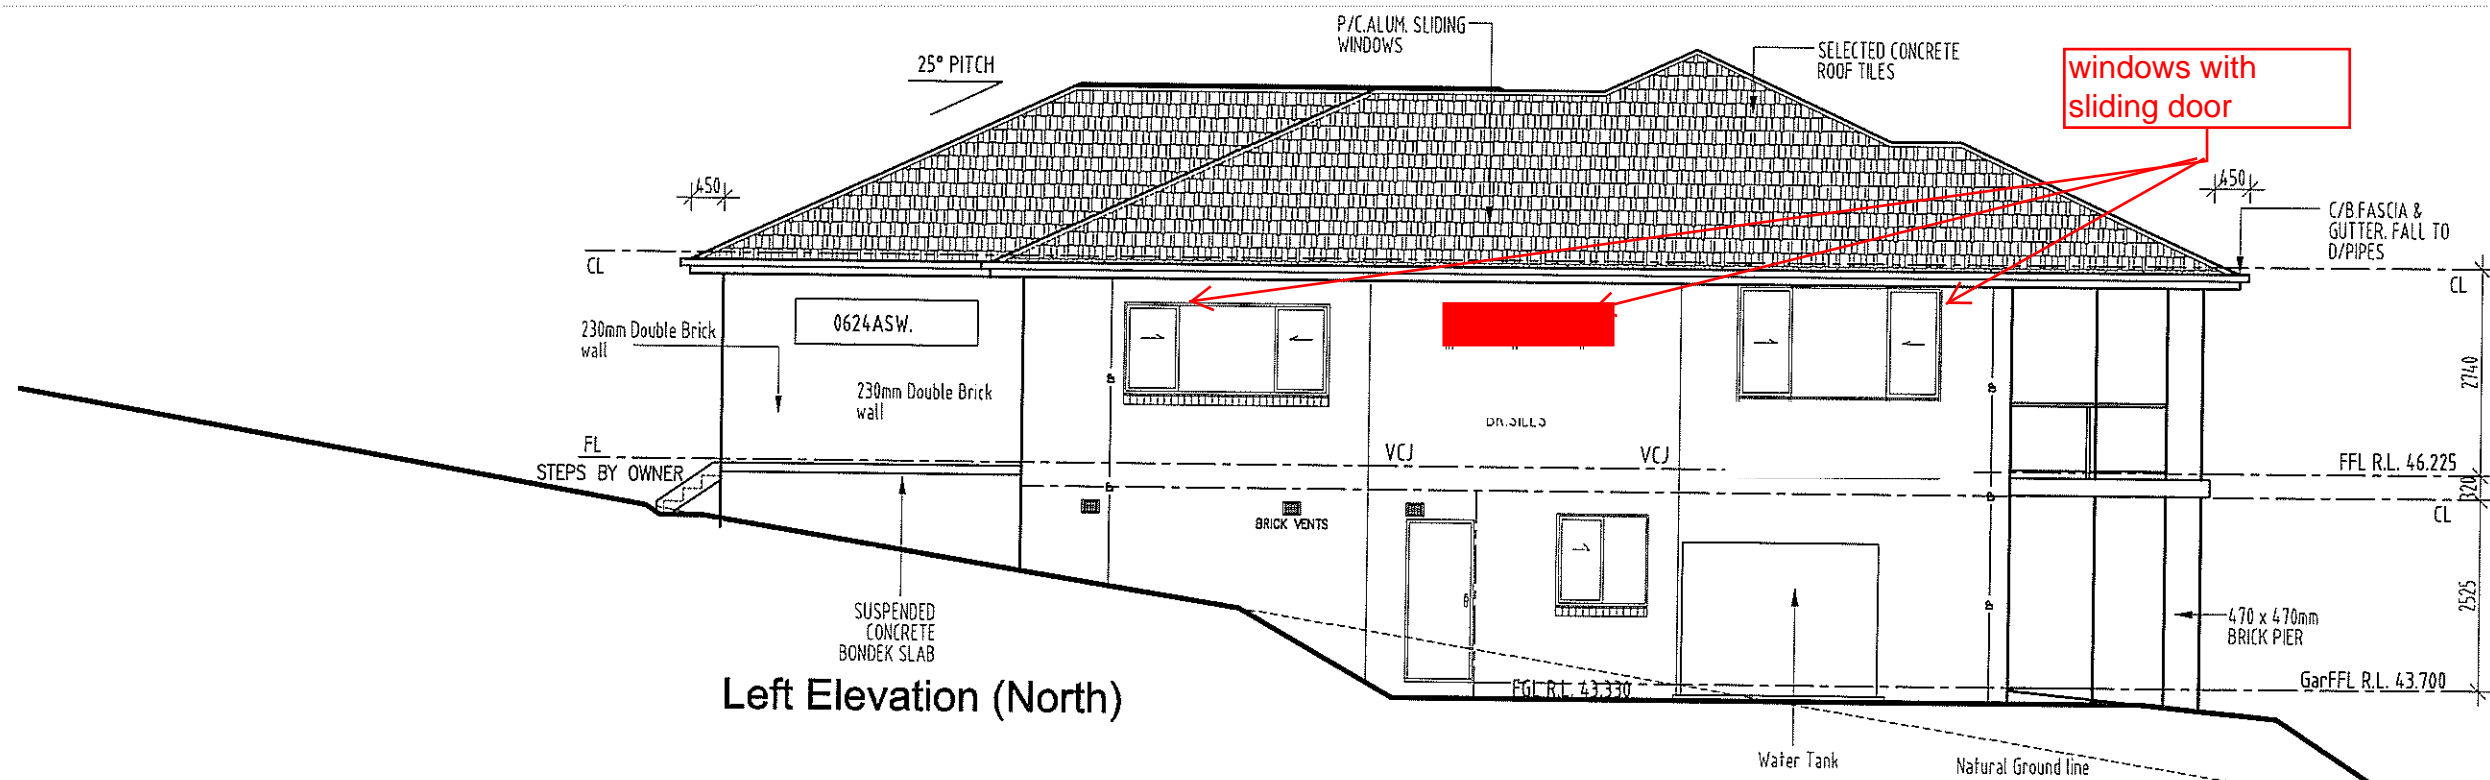 P/C.ALUM. SLIDING
WINDOWS
SELECTED CONCRETE
ROOF TILES
windows with
sliding door
25° PITCH
450
450
C/B FASCIA &
GUTTER. FALL TO
D/PIPES
CL
CL
0624ASW.
230mm Double Brick
wall
230mm Double Brick
wall
2740
BR.SILLS
FL
VCJ
VCJ
STEPS BY OWNER
FFL R.L. 46.225
320
CL
BRICK VENTS
2525
SUSPENDED
CONCRETE
BONDEK SLAB
470 x 470mm
BRICK PIER
Left Elevation (North)
FGL R.L. 43.330
GarFFL R.L. 43.700
Water Tank
Natural Ground line